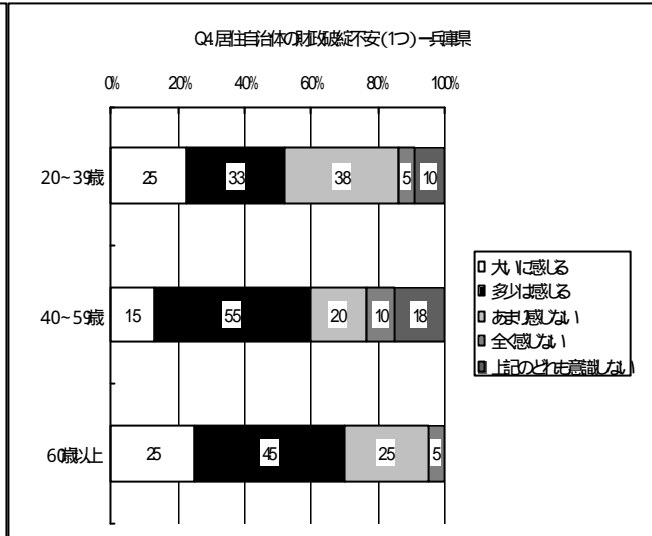 Q4.居住自治体の財政破綻不安(1つ)ー兵庫県
0% 20% 40% 60% 80% 100%
20~39歳 25 33 38 5 10
40~59歳 15 55 20 10 18
60歳以上 25 45 25 5
大いに感じる
多少は感じる
あまり感じない
全く感じない
上記のどれも意識しない